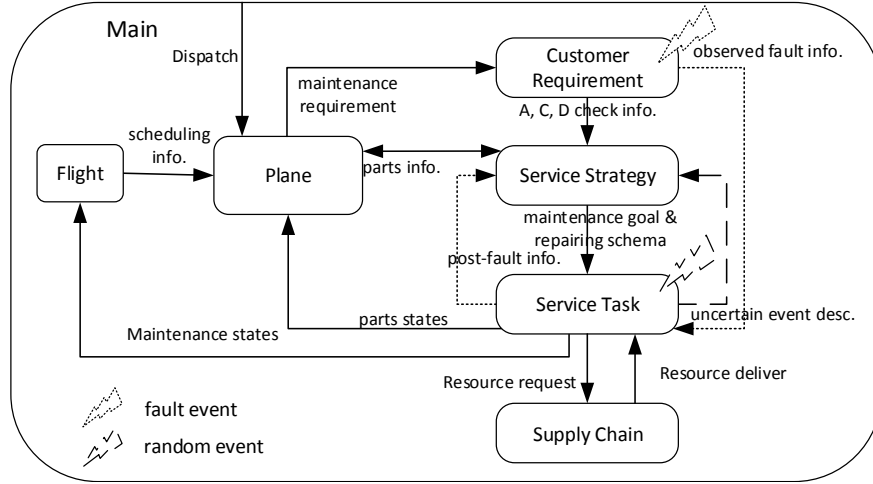 Main
Dispatch
Customer
Requirement
observed fault info.
maintenance
requirement
A, C, D check info.
scheduling
info.
Flight
Plane
parts info.
Service Strategy
maintenance goal &
repairing schema
post-fault info.
Service Task
uncertain event desc.
parts states
Maintenance states
Resource request
Resource deliver
Supply Chain
fault event
random event